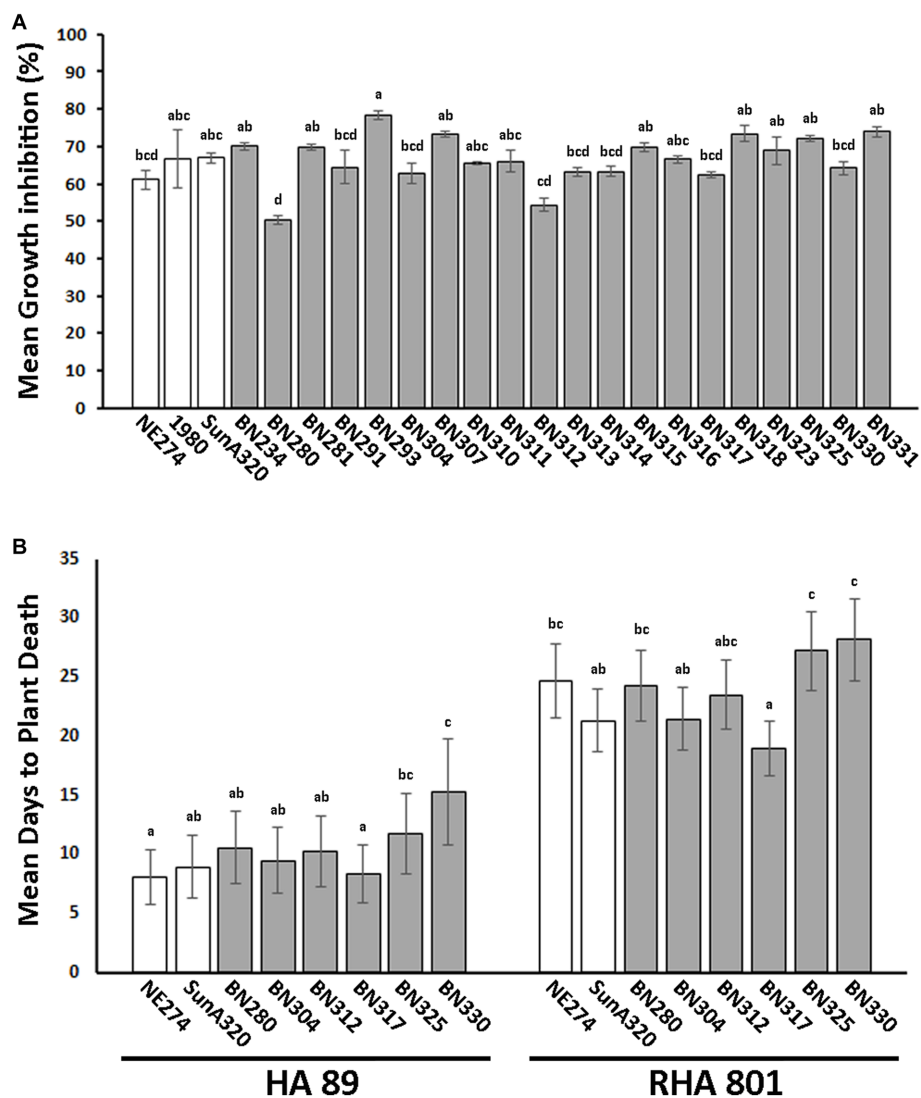 A
Mean Growth inhibition (%)
100
90
80
70
60
50
40
30
20
10
0
bcd abc abc ab d ab bcd a bcd ab abc abc cd bcd bcd ab abc bcd ab ab ab bcd ab
NE274 1980 SunA320 BN234 BN280 BN281 BN291 BN293 BN304 BN307 BN310 BN311 BN312 BN313 BN314 BN315 BN316 BN317 BN318 BN323 BN325 BN330 BN331
B
Mean Days to Plant Death
35
30
25
20
15
10
5
0
a ab ab ab ab a bc c bc ab bc ab abc a c c
NE274 SunA320 BN280 BN304 BN312 BN317 BN325 BN330 NE274 SunA320 BN280 BN304 BN312 BN317 BN325 BN330
HA 89 RHA 801